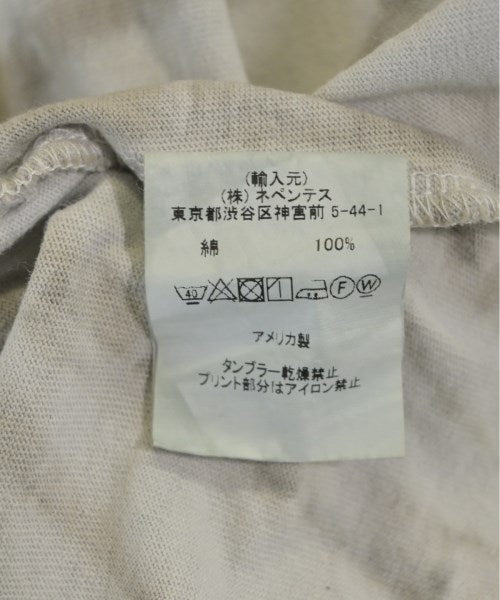 (輸入元)
(株) ネペンテス
東京都渋谷区神宮前 5-44-1
綿 100%
40 F W
アメリカ製
タンブラー乾燥禁止
プリント部分はアイロン禁止